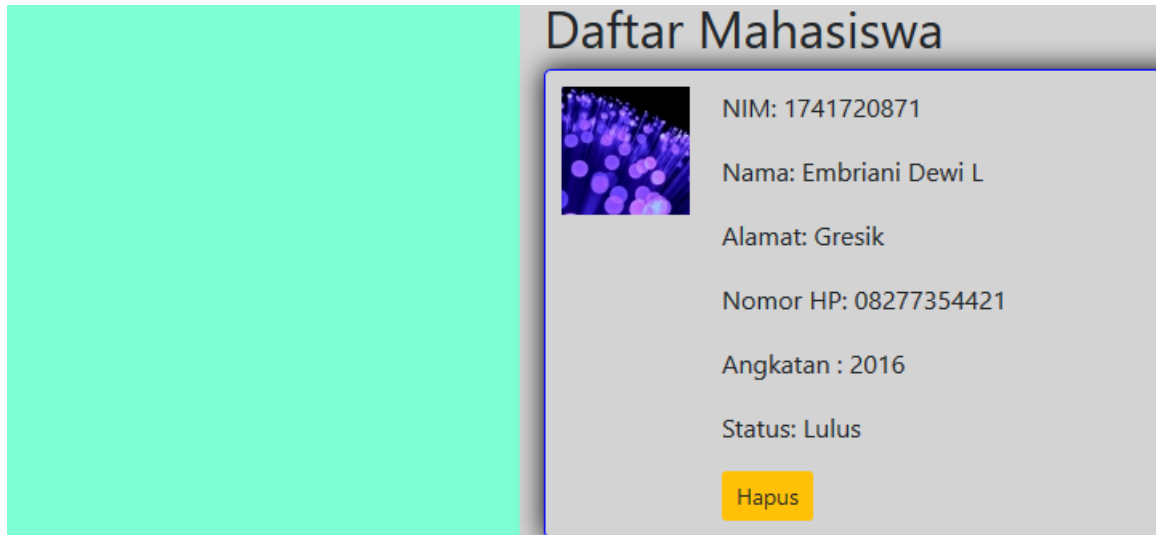 Daftar Mahasiswa
NIM: 1741720871
Nama: Embriani Dewi L
Alamat: Gresik
Nomor HP: 08277354421
Angkatan : 2016
Status: Lulus
Hapus